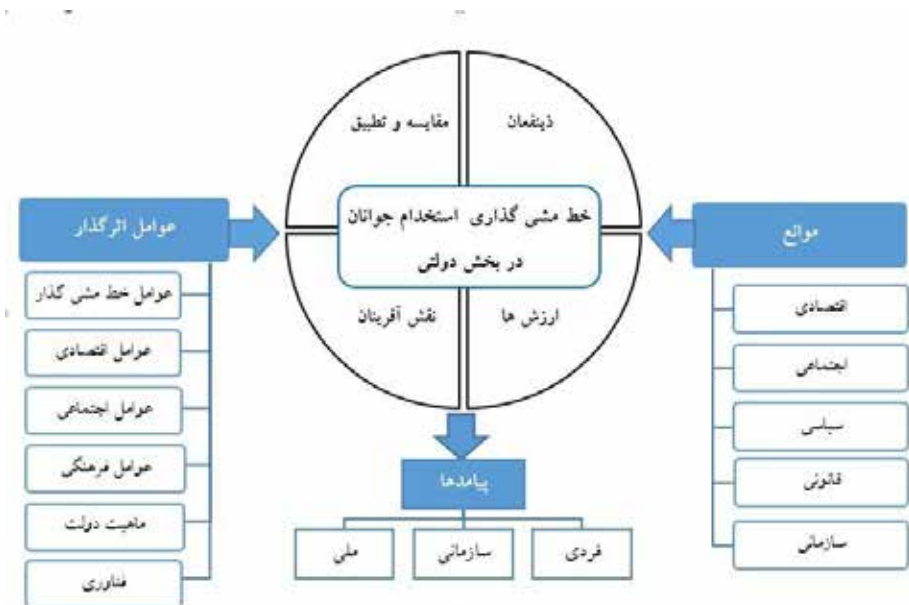 ذینفعان
مقایسه و تطبیق
خط مشی گذاری استخدام جوانان
در بخش دولتی
ارزش ها
نقش آفرینان
موانع
اقتصادی
اجتماعی
سیاسی
قانونی
سازمانی
عوامل اثرگذار
عوامل خط مشی گذار
عوامل اقتصادی
عوامل اجتماعی
عوامل فرهنگی
ماهیت دولت
فناوری
پیامدها
فردی
سازمانی
ملی